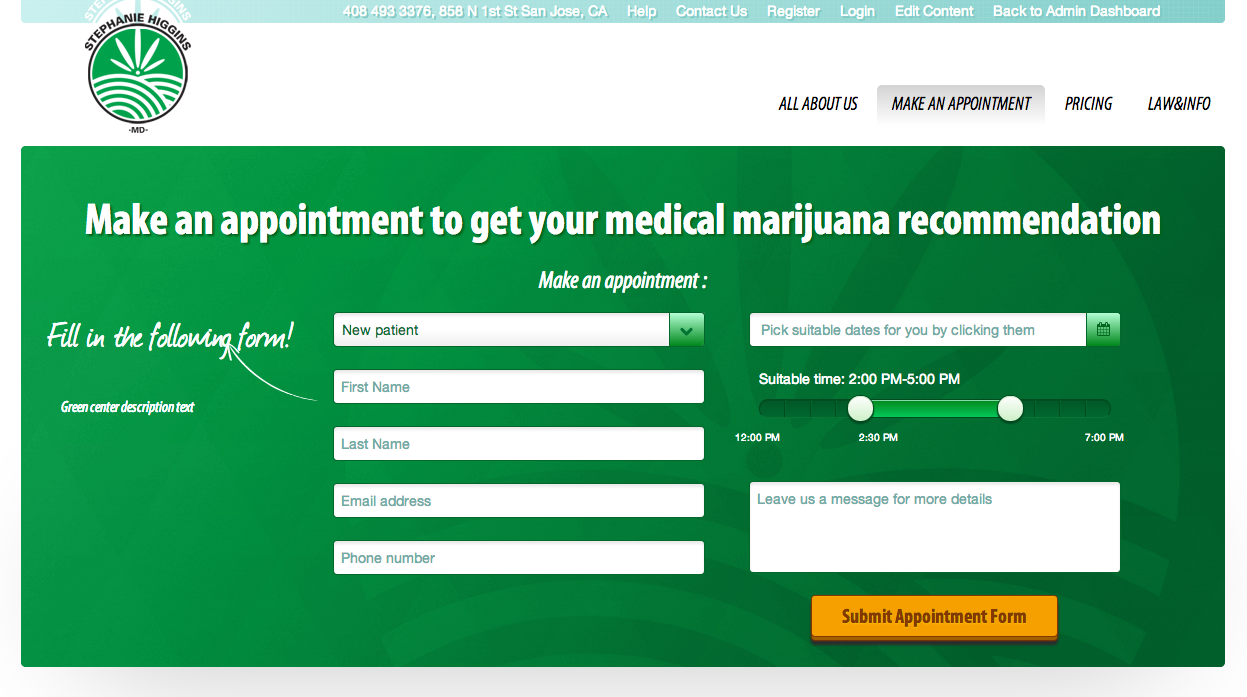 408 493 3376, 858 N 1st St San Jose, CA Help Contact Us Register Login Edit Content Back to Admin Dashboard
STEPHANIE HIGGINS
-MD-
ALL ABOUT US MAKE AN APPOINTMENT PRICING LAW&INFO
Make an appointment to get your medical marijuana recommendation
Make an appointment :
Fill in the following form!
Green center description text
New patient
First Name
Last Name
Email address
Phone number
Pick suitable dates for you by clicking them
Suitable time: 2:00 PM-5:00 PM
12:00 PM 2:30 PM 7:00 PM
Leave us a message for more details
Submit Appointment Form